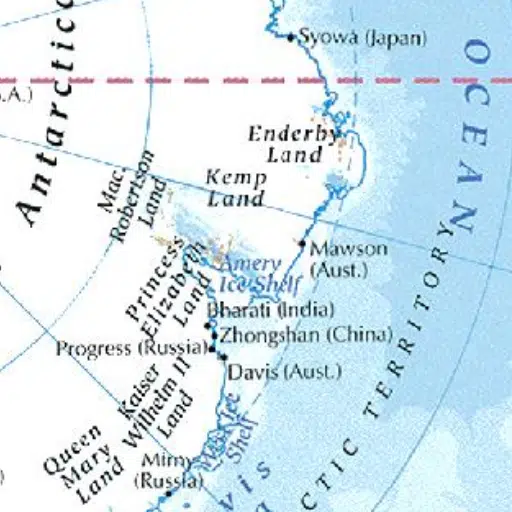 Syowa (Japan)
OCEAN
.A.)
Antarctic
Enderby
Land
Kemp
Land
Mac.
Robertson
Land
Mawson
(Aust.)
Princess
Elizabeth
Land
Amery
Ice Shelf
Bharati (India)
Zhongshan (China)
Progress (Russia)
Davis (Aust.)
Kaiser
Wilhelm II
Land
Queen
Mary
Land
Mirny
(Russia)
Ice
Shelf
vis
CTIC TERRITORY
)